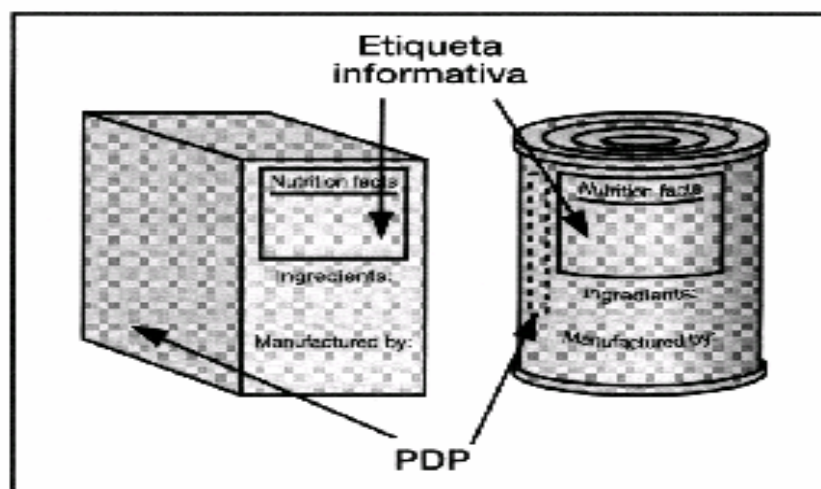 Etiqueta
informativa
Nutrition facts
Ingredients:
Manufactured by:
Nutrition facts
Ingredients:
Manufactured by:
PDP